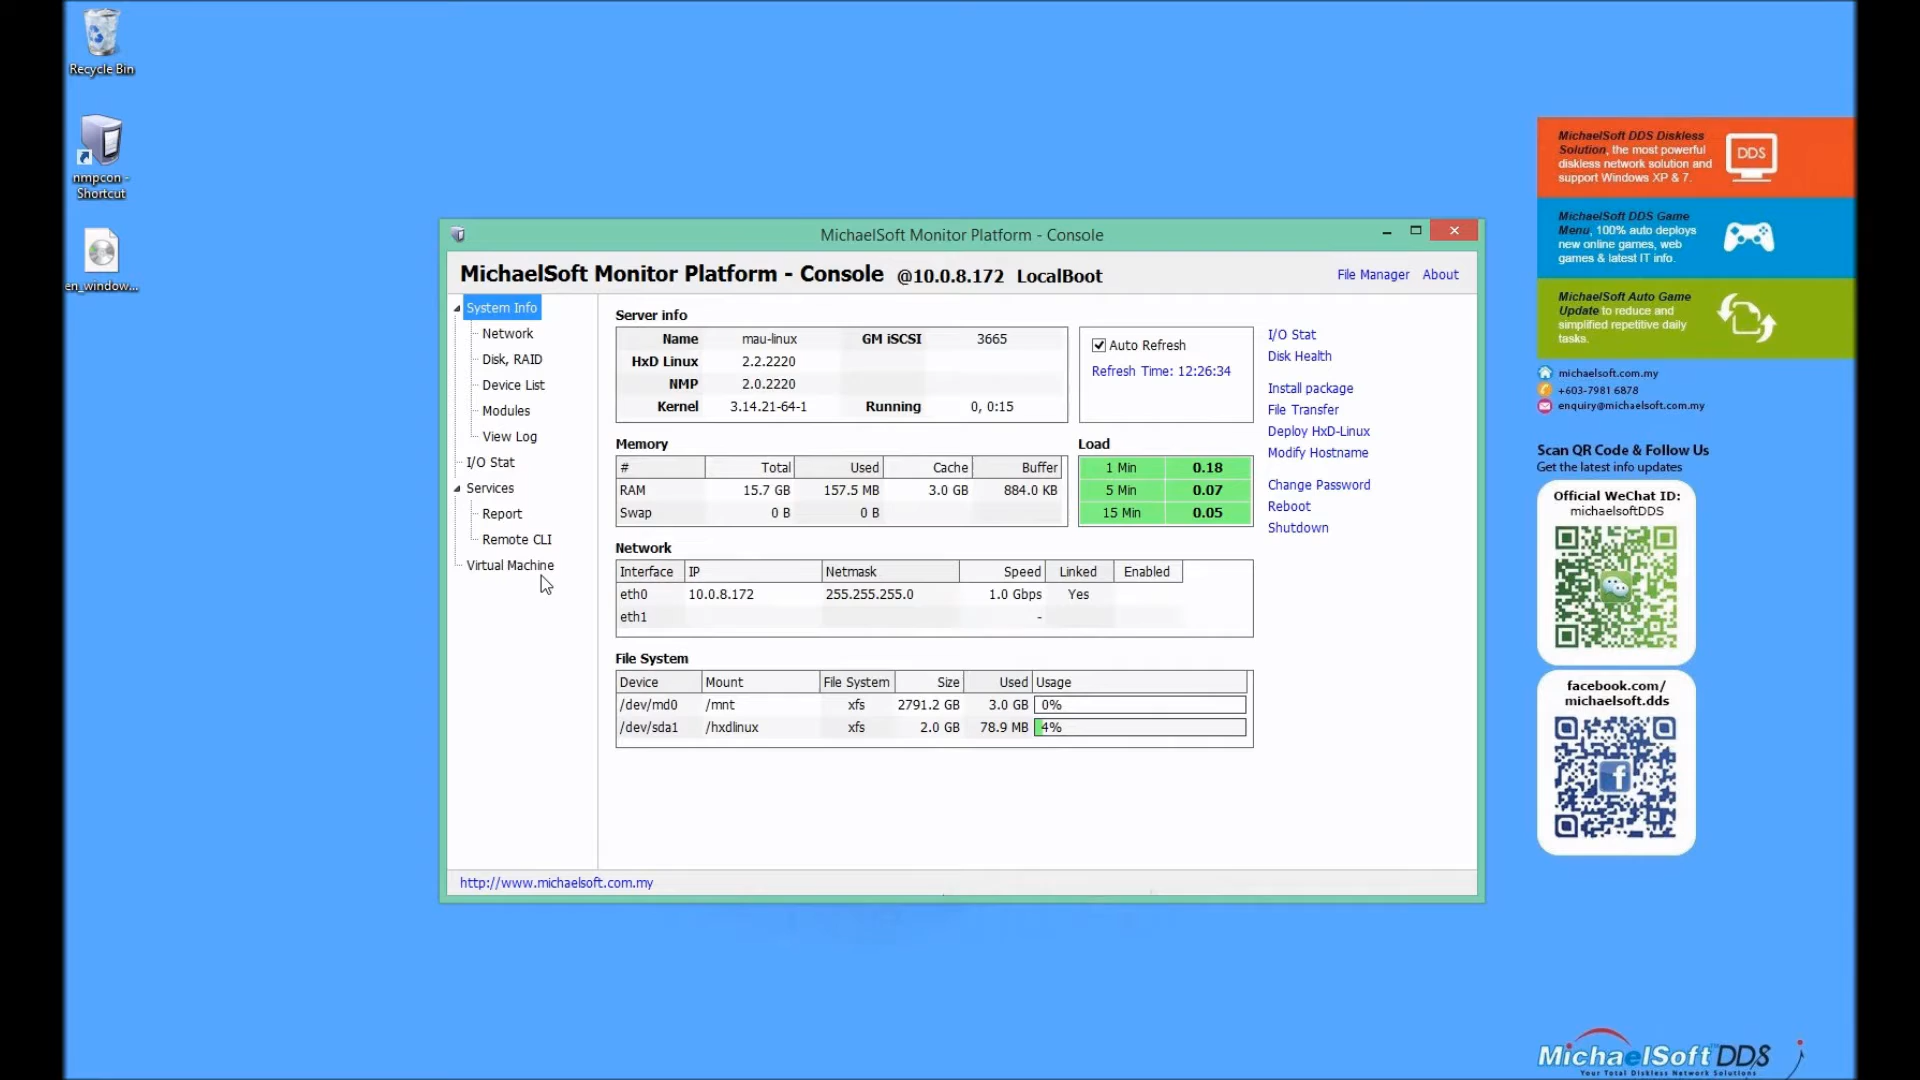 Recycle Bin
nmpcon -
Shortcut
en_window...
MichaelSoft Monitor Platform - Console
MichaelSoft Monitor Platform - Console @10.0.8.172 LocalBoot
File Manager About
System Info
Network
Disk, RAID
Device List
Modules
View Log
I/O Stat
Services
Report
Remote CLI
Virtual Machine
Server info
Name mau-linux GM iSCSI 3665
HxD Linux 2.2.2220
NMP 2.0.2220
Kernel 3.14.21-64-1 Running 0, 0:15
Auto Refresh
Refresh Time: 12:26:34
I/O Stat
Disk Health
Install package
File Transfer
Deploy HxD-Linux
Modify Hostname
Change Password
Reboot
Shutdown
Memory
# Total Used Cache Buffer
RAM 15.7 GB 157.5 MB 3.0 GB 884.0 KB
Swap 0 B 0 B
Load
1 Min 0.18
5 Min 0.07
15 Min 0.05
Network
Interface IP Netmask Speed Linked Enabled
eth0 10.0.8.172 255.255.255.0 1.0 Gbps Yes
eth1 -
File System
Device Mount File System Size Used Usage
/dev/md0 /mnt xfs 2791.2 GB 3.0 GB 0%
/dev/sda1 /hxdlinux xfs 2.0 GB 78.9 MB 4%
http://www.michaelsoft.com.my
MichaelSoft DDS Diskless
Solution, the most powerful
diskless network solution and
support Windows XP & 7.
DDS
MichaelSoft DDS Game
Menu, 100% auto deploys
new online games, web
games & latest IT info.
MichaelSoft Auto Game
Update to reduce and
simplified repetitive daily
tasks.
michaelsoft.com.my
+603-7981 6878
enquiry@michaelsoft.com.my
Scan QR Code & Follow Us
Get the latest info updates
Official WeChat ID:
michaelsoftDDS
facebook.com/
michaelsoft.dds
f
MichaelSoft DDS
Your Total Diskless Network Solutions